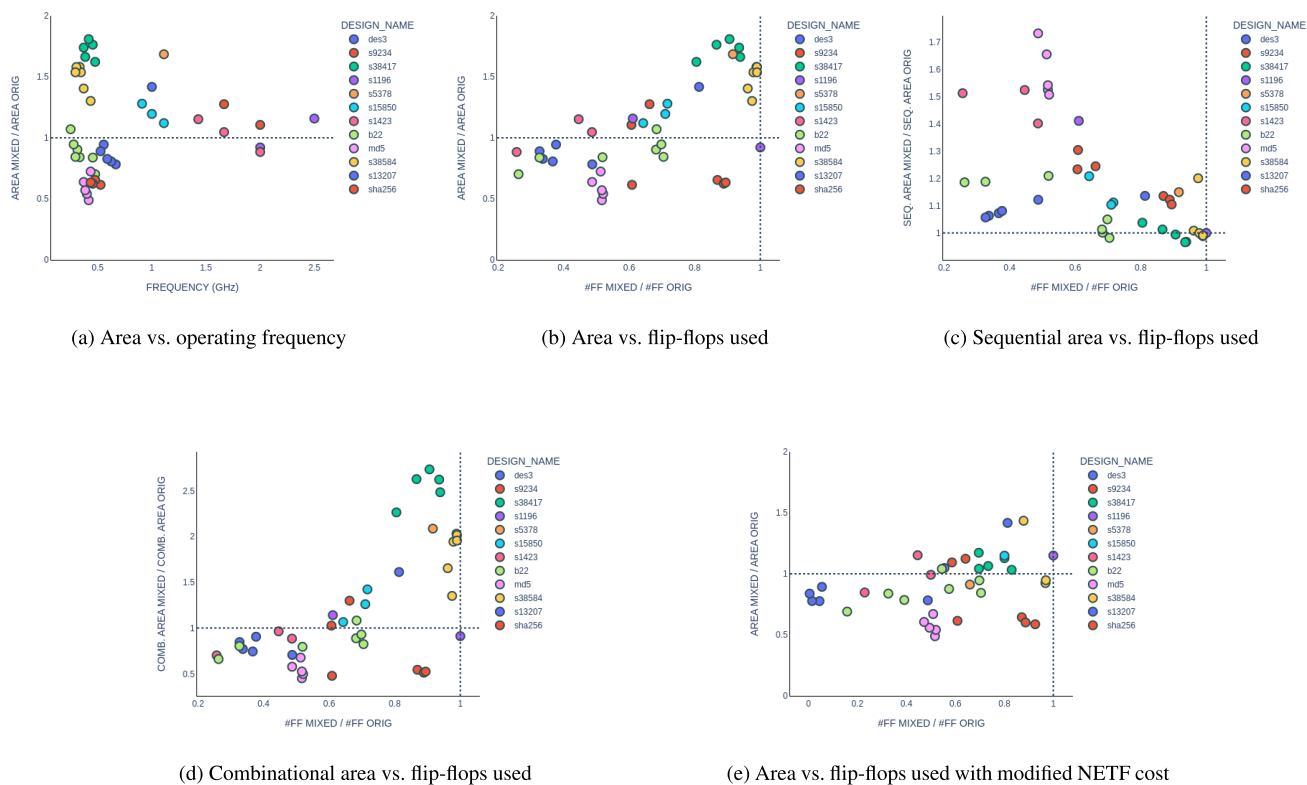 AREA MIXED / AREA ORIG
2
1.5
1
0.5
0
0.5
1
1.5
2
2.5
FREQUENCY (GHz)
DESIGN_NAME
des3
s9234
s38417
s1196
s5378
s15850
s1423
b22
md5
s38584
s13207
sha256
(a) Area vs. operating frequency
AREA MIXED / AREA ORIG
2
1.5
1
0.5
0
0.2
0.4
0.6
0.8
1
#FF MIXED / #FF ORIG
DESIGN_NAME
des3
s9234
s38417
s1196
s5378
s15850
s1423
b22
md5
s38584
s13207
sha256
(b) Area vs. flip-flops used
SEQ. AREA MIXED / SEQ. AREA ORIG
1.7
1.6
1.5
1.4
1.3
1.2
1.1
1
0.2
0.4
0.6
0.8
1
#FF MIXED / #FF ORIG
DESIGN_NAME
des3
s9234
s38417
s1196
s5378
s15850
s1423
b22
md5
s38584
s13207
sha256
(c) Sequential area vs. flip-flops used
COMB. AREA MIXED / COMB. AREA ORIG
2.5
2
1.5
1
0.5
0.2
0.4
0.6
0.8
1
#FF MIXED / #FF ORIG
DESIGN_NAME
des3
s9234
s38417
s1196
s5378
s15850
s1423
b22
md5
s38584
s13207
sha256
(d) Combinational area vs. flip-flops used
AREA MIXED / AREA ORIG
2
1.5
1
0.5
0
0
0.2
0.4
0.6
0.8
1
#FF MIXED / #FF ORIG
DESIGN_NAME
des3
s9234
s38417
s1196
s5378
s15850
s1423
b22
md5
s38584
s13207
sha256
(e) Area vs. flip-flops used with modified NETF cost